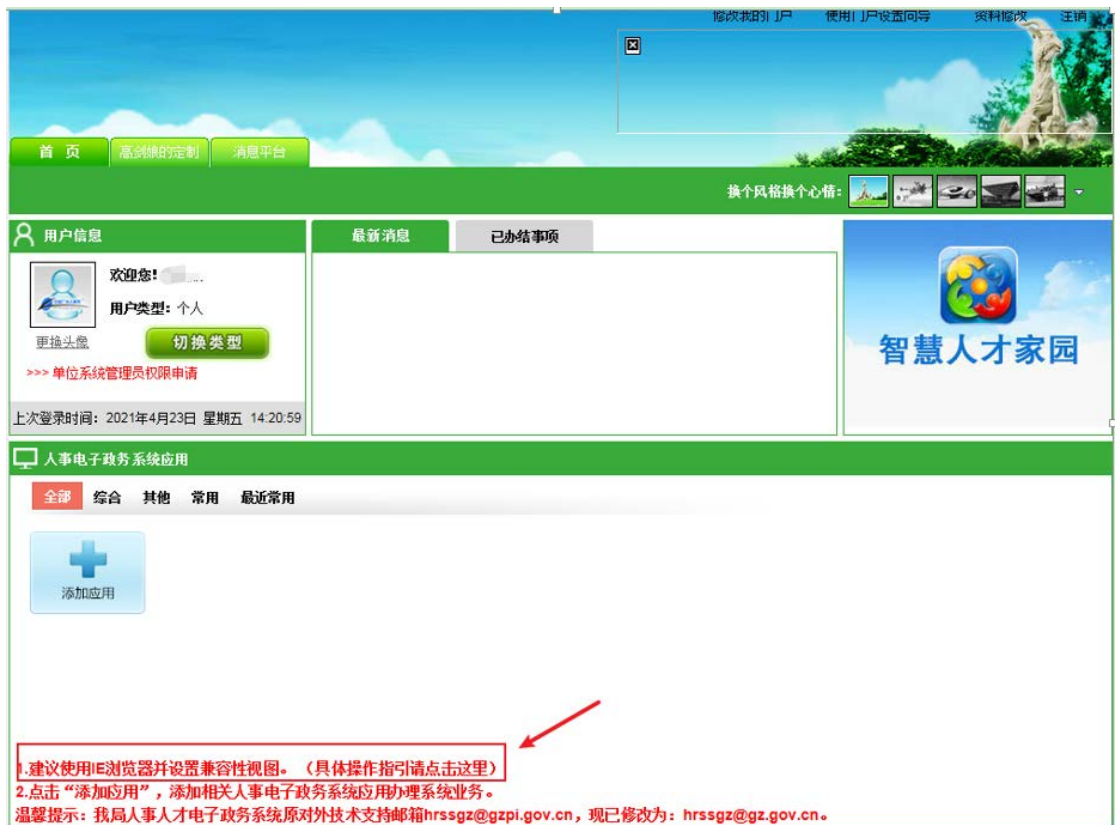 修改我的门户 使用门户设置向导 资料修改 注销
首 页 高剑娘的定制 消息平台
换个风格换个心情：
用户信息 最新消息 已办结事项
欢迎您！
用户类型：个人
更换头像 切换类型
智慧人才家园
>>> 单位系统管理员权限申请
上次登录时间：2021年4月23日 星期五 14:20:59
人事电子政务系统应用
全部 综合 其他 常用 最近常用
添加应用
1.建议使用IE浏览器并设置兼容性视图。（具体操作指引请点击这里）
2.点击“添加应用”，添加相关人事电子政务系统应用办理系统业务。
温馨提示：我局人事人才电子政务系统原对外技术支持邮箱hrssgz@gzpi.gov.cn，现已修改为：hrssgz@gz.gov.cn。